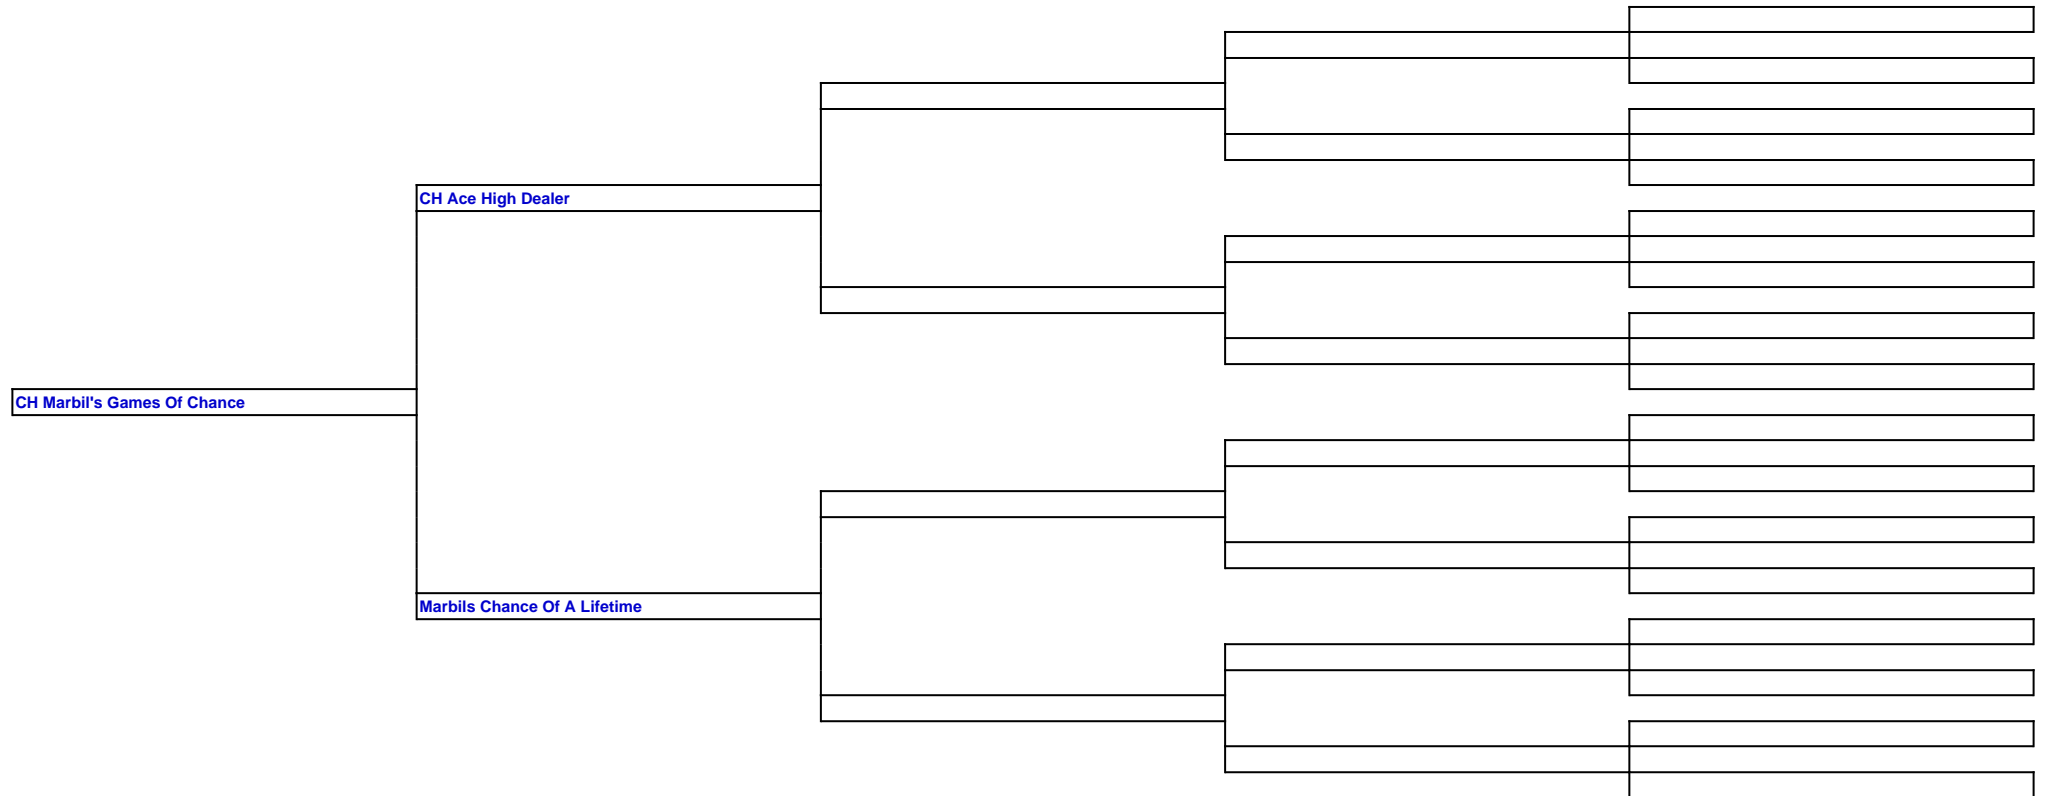 CH Ace High Dealer
CH Marbil's Games Of Chance
Marbils Chance Of A Lifetime